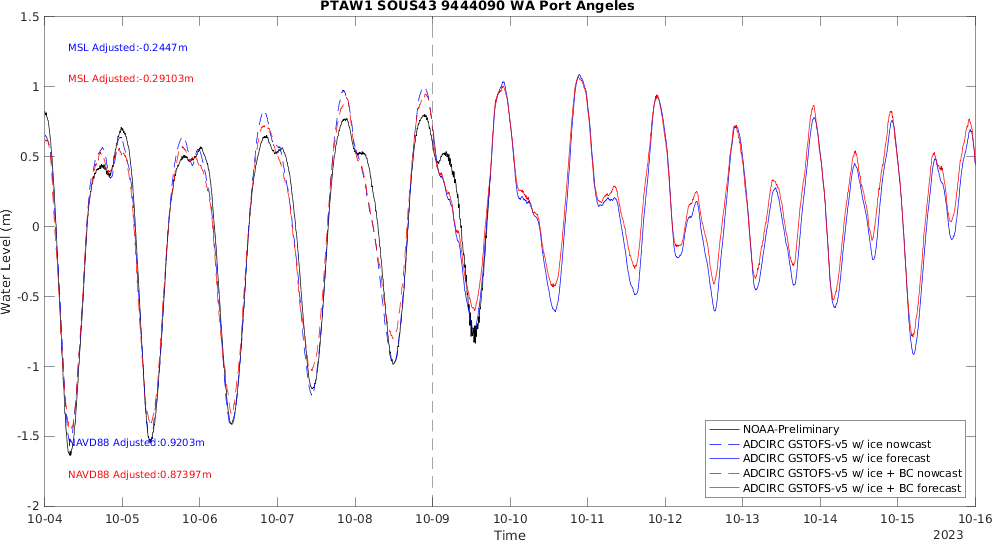 PTAW1 SOUS43 9444090 WA Port Angeles
1.5
MSL Adjusted:-0.2447m
MSL Adjusted:-0.29103m
1
0.5
0
-0.5
-1
-1.5
-2
Water Level (m)
NAVD88 Adjusted:0.9203m
NAVD88 Adjusted:0.87397m
NOAA-Preliminary
ADCIRC GSTOFS-v5 w/ ice nowcast
ADCIRC GSTOFS-v5 w/ ice forecast
ADCIRC GSTOFS-v5 w/ ice + BC nowcast
ADCIRC GSTOFS-v5 w/ ice + BC forecast
10-04 10-05 10-06 10-07 10-08 10-09 10-10 10-11 10-12 10-13 10-14 10-15 10-16
Time
2023